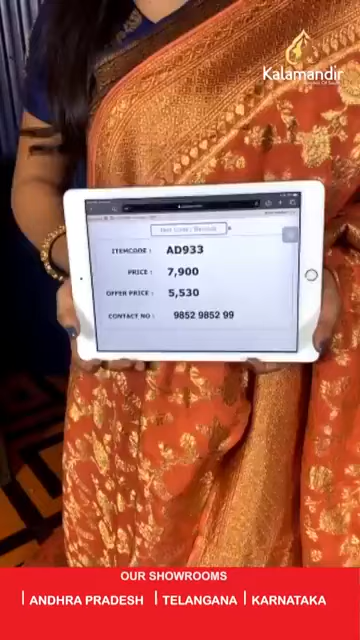 Kalamandir
ITEMCODE : AD933
PRICE : 7,900
OFFER PRICE : 5,530
CONTACT NO : 9852 9852 99
OUR SHOWROOMS
| ANDHRA PRADESH | TELANGANA | KARNATAKA